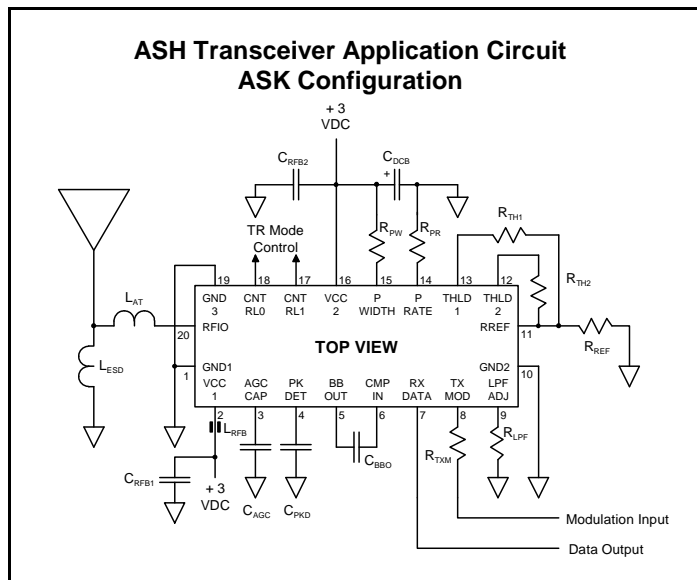 ASH Transceiver Application Circuit
ASK Configuration
+ 3
VDC
CRFB2
CDCB
+
TR Mode
Control
RPW
RPR
RTH1
RTH2
19
18
17
16
15
14
13
12
GND
3
CNT
RL0
CNT
RL1
VCC
2
P
WIDTH
P
RATE
THLD
1
THLD
2
LAT
20
RFIO
RREF
11
RREF
TOP VIEW
LESD
1
GND1
GND2
10
VCC
1
AGC
CAP
PK
DET
BB
OUT
CMP
IN
RX
DATA
TX
MOD
LPF
ADJ
2
3
4
5
6
7
8
9
LRFB
CBBO
RTXM
RLPF
CRFB1
+ 3
VDC
CAGC
CPKD
Modulation Input
Data Output